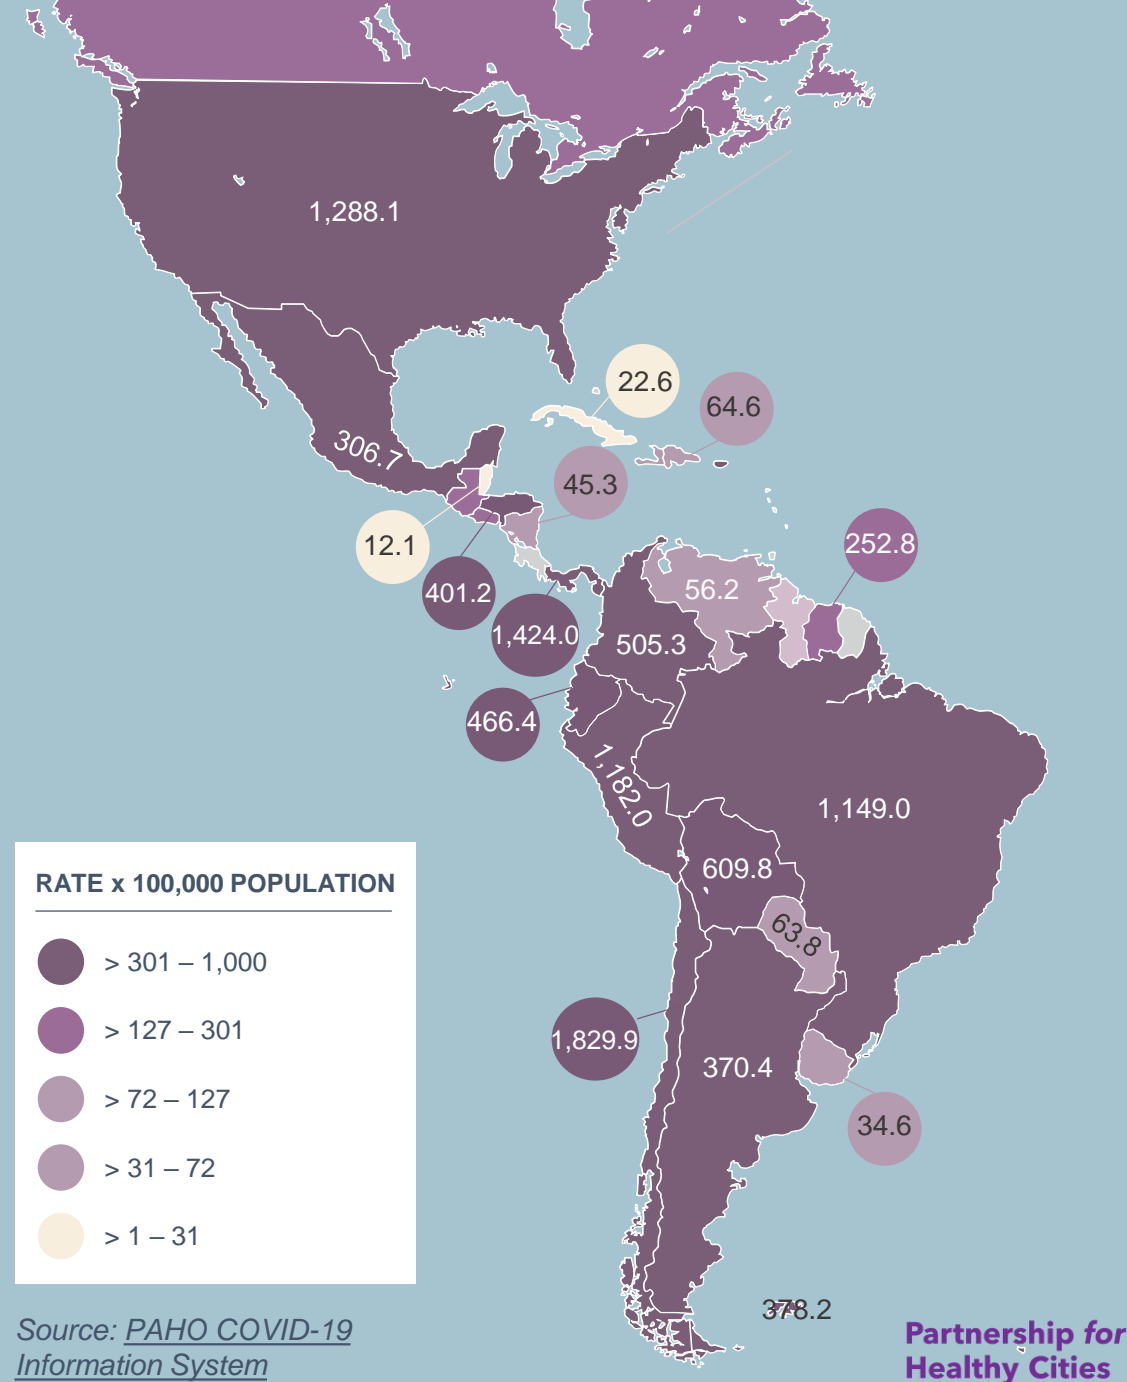 1,288.1
22.6
64.6
306.7
45.3
12.1
252.8
401.2
56.2
1,424.0
505.3
466.4
1,182.0
1,149.0
609.8
63.8
1,829.9
370.4
34.6
378.2
RATE x 100,000 POPULATION
> 301 – 1,000
> 127 – 301
> 72 – 127
> 31 – 72
> 1 – 31
Source: PAHO COVID-19
Information System
Partnership for
Healthy Cities